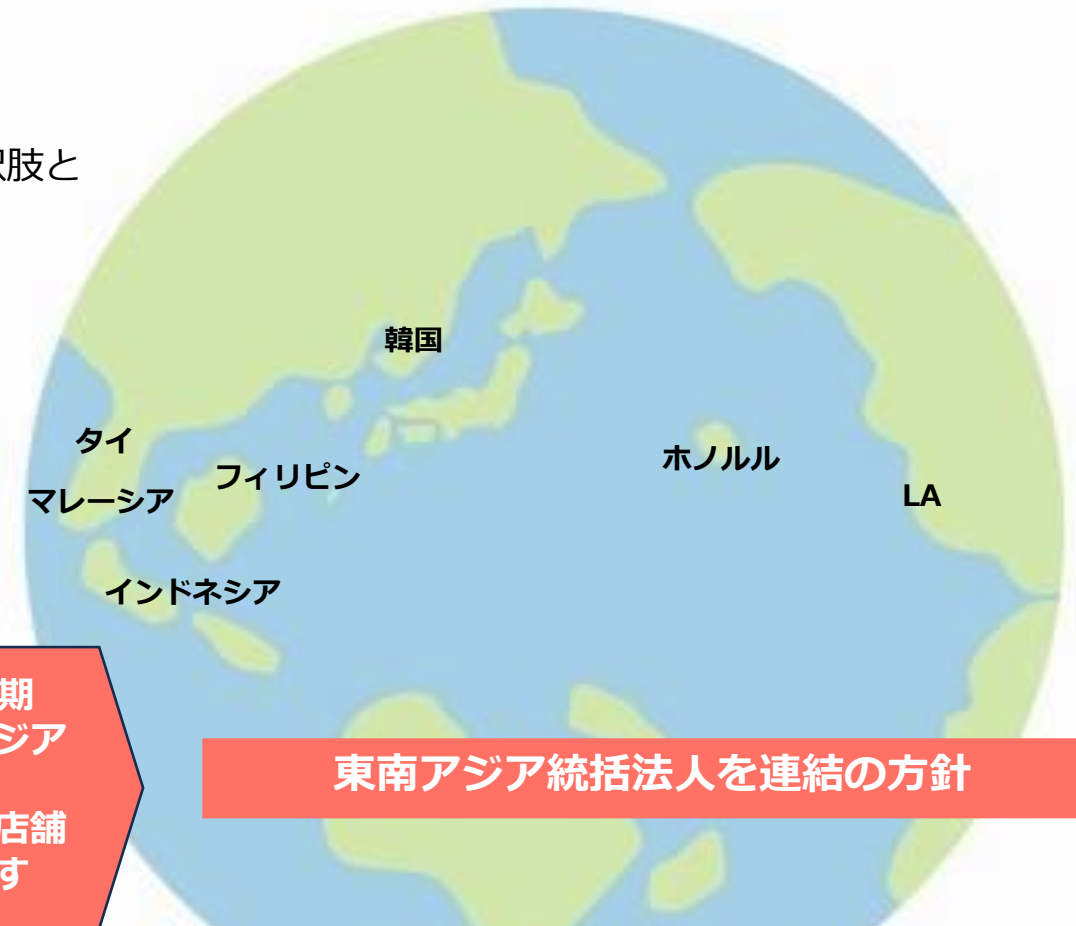 択肢と
韓国
タイ
フィリピン
ホノルル
マレーシア
LA
インドネシア
期
ジア
店舗
す
東南アジア統括法人を連結の方針